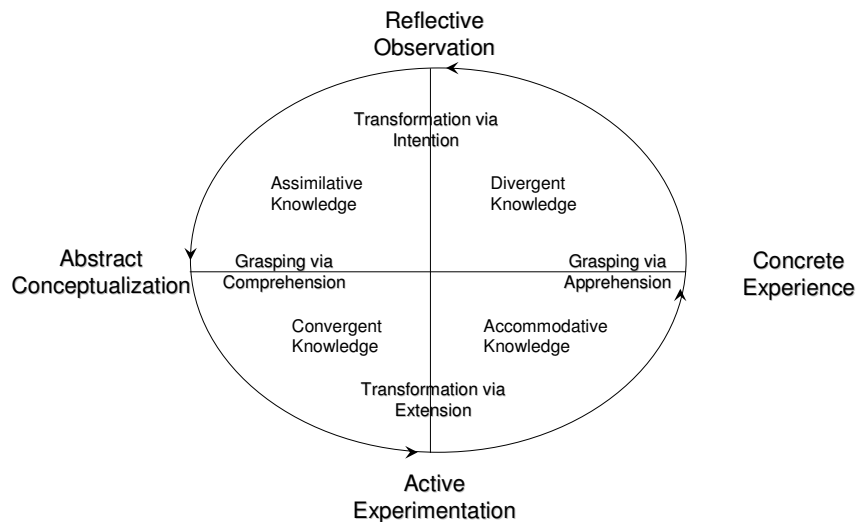 Reflective
Observation
Transformation via
Intention
Assimilative
Knowledge
Divergent
Knowledge
Abstract
Conceptualization
Grasping via
Comprehension
Grasping via
Apprehension
Concrete
Experience
Convergent
Knowledge
Accommodative
Knowledge
Transformation via
Extension
Active
Experimentation